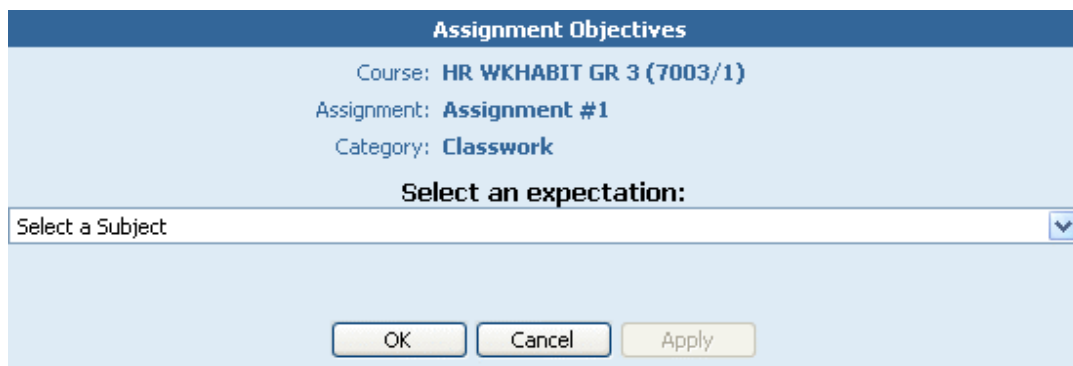 Assignment Objectives
Course: HR WKHABIT GR 3 (7003/1)
Assignment: Assignment #1
Category: Classwork
Select an expectation:
Select a Subject
OK Cancel Apply